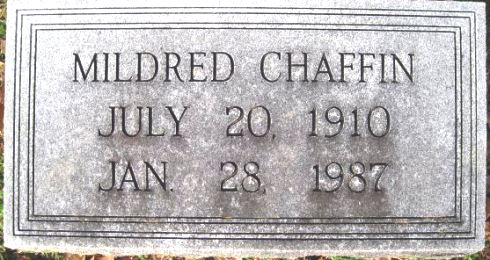 MILDRED CHAFFIN
JULY 20, 1910
JAN. 28, 1987